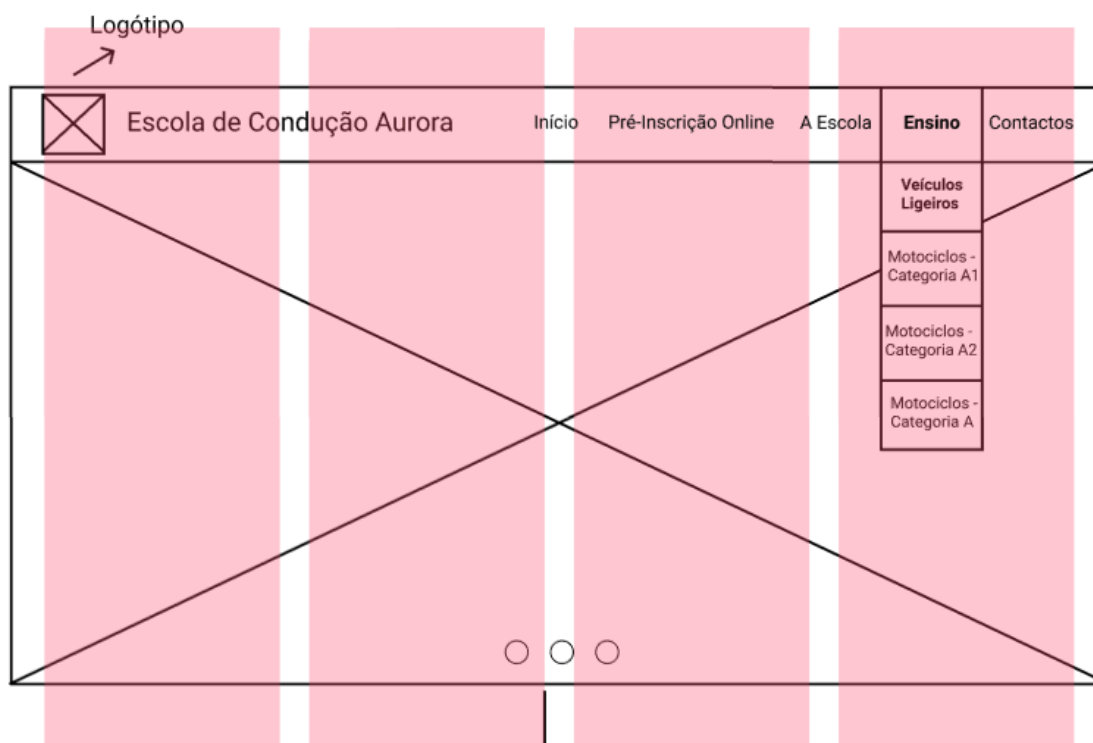 Logótipo
Escola de Condução Aurora
Início
Pré-Inscrição Online
A Escola
Ensino
Contactos
Veículos
Ligeiros
Motociclos -
Categoria A1
Motociclos -
Categoria A2
Motociclos -
Categoria A